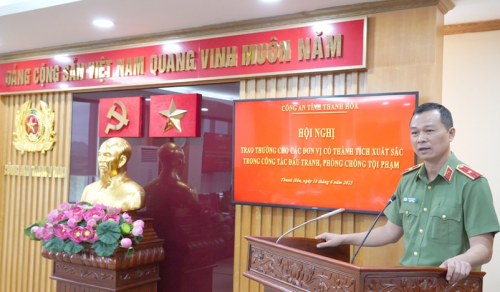 ĐẢNG CỘNG SẢN VIỆT NAM QUANG VINH MUÔN NĂM
CÔNG AN TỈNH THANH HÓA
HỘI NGHỊ
TRAO THƯỞNG CHO CÁC ĐƠN VỊ CÓ THÀNH TÍCH XUẤT SẮC
TRONG CÔNG TÁC ĐẤU TRANH, PHÒNG CHỐNG TỘI PHẠM